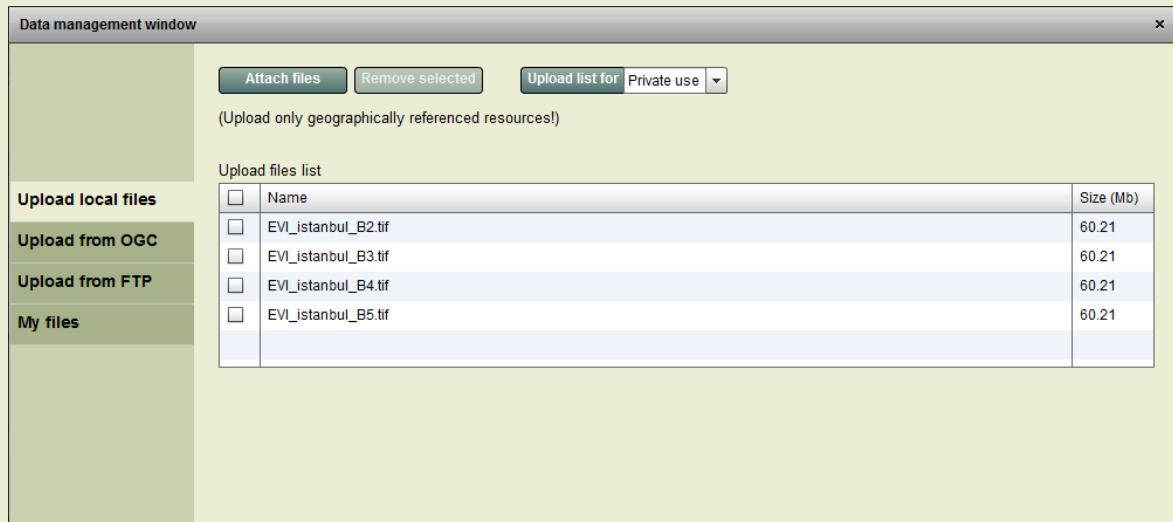 Data management window x
Attach files Remove selected Upload list for Private use
(Upload only geographically referenced resources!)
Upload files list
Upload local files
Upload from OGC
Upload from FTP
My files
Name Size (Mb)
EVI_istanbul_B2.tif 60.21
EVI_istanbul_B3.tif 60.21
EVI_istanbul_B4.tif 60.21
EVI_istanbul_B5.tif 60.21